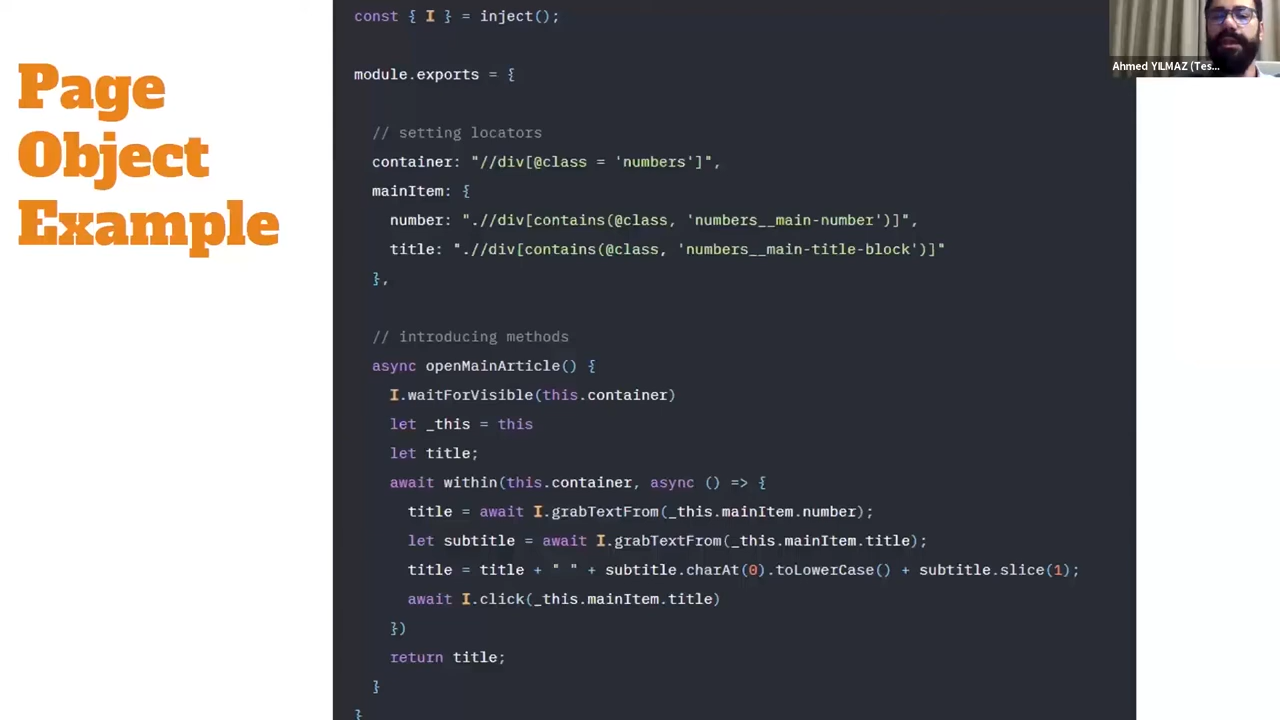 Page
Object
Example
const { I } = inject();
module.exports = {
// setting locators
container: "//div[@class = 'numbers']",
mainItem: {
number: ".//div[contains(@class, 'numbers__main-number')]",
title: ".//div[contains(@class, 'numbers__main-title-block')]"
},
// introducing methods
async openMainArticle() {
I.waitForVisible(this.container)
let _this = this
let title;
await within(this.container, async () => {
title = await I.grabTextFrom(_this.mainItem.number);
let subtitle = await I.grabTextFrom(_this.mainItem.title);
title = title + " " + subtitle.charAt(0).toLowerCase() + subtitle.slice(1);
await I.click(_this.mainItem.title)
})
return title;
}
}
Ahmed YILMAZ (Tes...